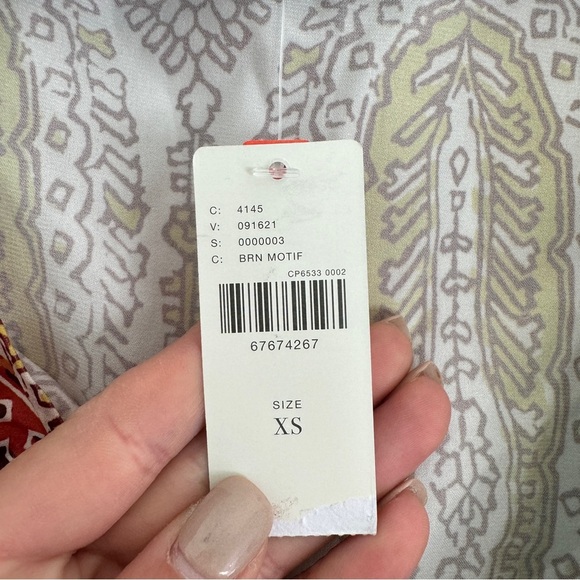 C: 4145
V: 091621
S: 0000003
C: BRN MOTIF
CP6533 0002
67674267
SIZE
XS